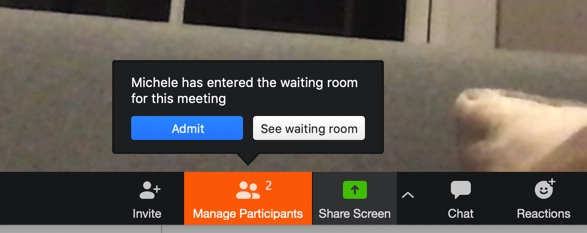 Michele has entered the waiting room
for this meeting
Admit
See waiting room
2
Invite
Manage Participants
Share Screen
Chat
Reactions